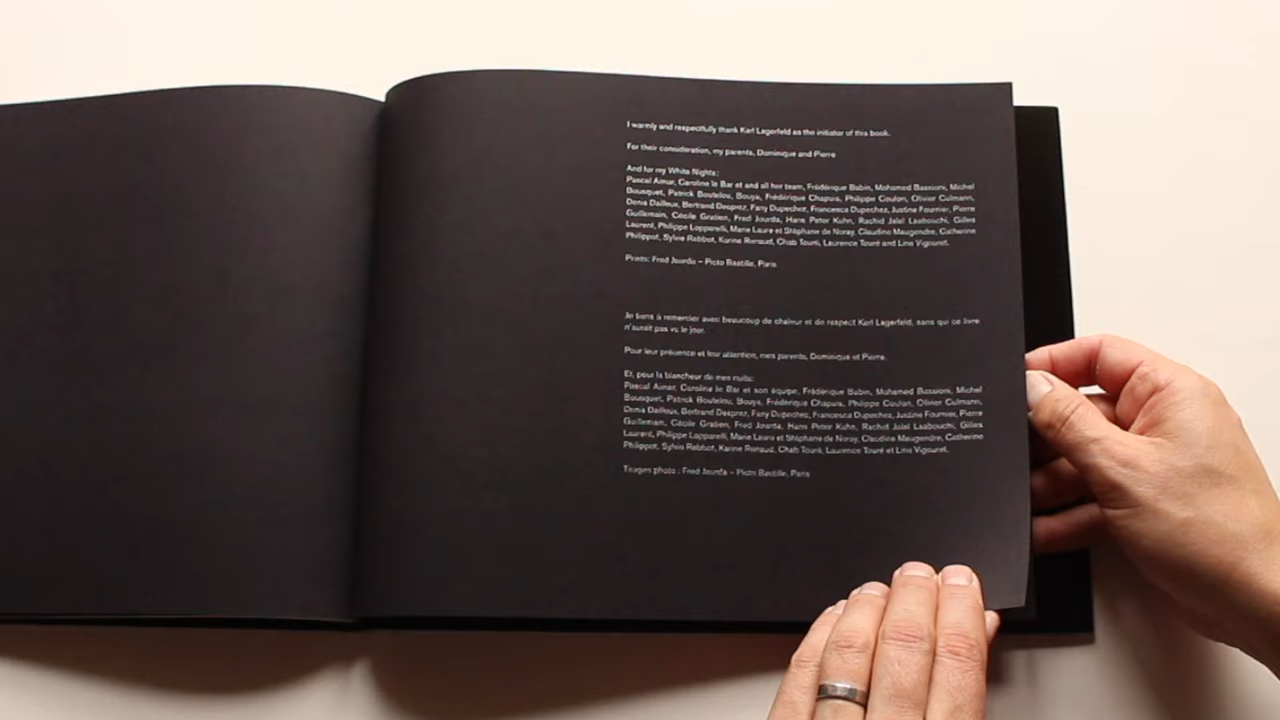 I warmly and respectfully thank Karl Lagerfeld as the initiator of this book.
For their consideration, my parents, Dominique and Pierre
And for my White Nights:
Pascal Aimar, Caroline le Bar et and all her team, Frédérique Babin, Mohamed Bassioni, Michel
Bousquet, Patrick Boutelou, Bouya, Frédérique Chapuis, Philippe Coulon, Olivier Culmann,
Denis Dailleux, Bertrand Desprez, Fany Dupechez, Francesca Dupechez, Justine Fournier, Pierre
Guillemain, Cécile Gratien, Fred Jourda, Hans Peter Kuhn, Rachid Jalal Laabouchi, Gilles
Laurent, Philippe Lopparelli, Marie Laure et Stéphane de Noray, Claudine Maugendre, Catherine
Philippot, Sylvie Rebbot, Karine Renaud, Chab Touré, Laurence Touré and Line Vigouret.
Prints: Fred Jourda – Picto Bastille, Paris
Je tiens à remercier avec beaucoup de chaleur et de respect Karl Lagerfeld, sans qui ce livre
n'aurait pas vu le jour.
Pour leur présence et leur attention, mes parents, Dominique et Pierre.
Et, pour la blancheur de mes nuits:
Pascal Aimar, Caroline le Bar et son équipe, Frédérique Babin, Mohamed Bassioni, Michel
Bousquet, Patrick Boutelou, Bouya, Frédérique Chapuis, Philippe Coulon, Olivier Culmann,
Denis Dailleux, Bertrand Desprez, Fany Dupechez, Francesca Dupechez, Justine Fournier, Pierre
Guillemain, Cécile Gratien, Fred Jourda, Hans Peter Kuhn, Rachid Jalal Laabouchi, Gilles
Laurent, Philippe Lopparelli, Marie Laure et Stéphane de Noray, Claudine Maugendre, Catherine
Philippot, Sylvie Rebbot, Karine Renaud, Chab Touré, Laurence Touré et Line Vigouret.
Tirages photo : Fred Jourda – Picto Bastille, Paris